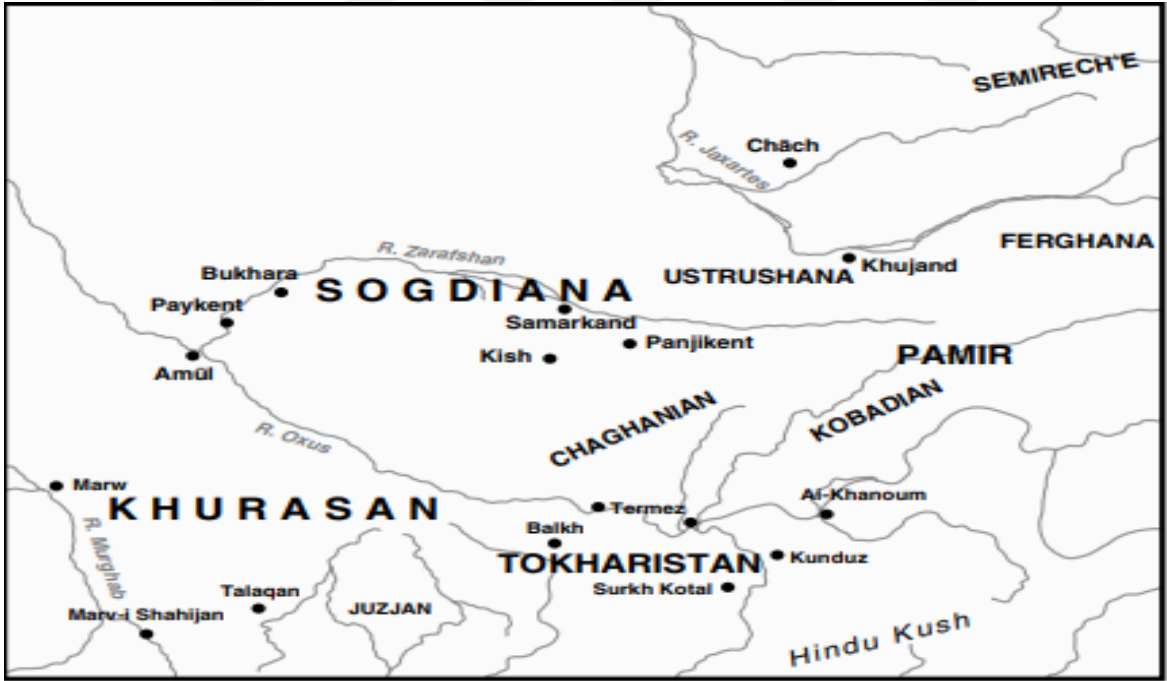 SEMIRECH'E
Chāch
R. Jaxartes
FERGHANA
R. Zarafshan
Khujand
USTRUSHANA
Bukhara
SOGDIANA
Paykent
Samarkand
Panjikent
Kish
PAMIR
Amūl
KOBADIAN
CHAGHANIAN
R. Oxus
Marw
KHURASAN
Al-Khanoum
Termez
Balkh
R. Murghab
TOKHARISTAN
Kunduz
Surkh Kotal
Talaqan
JUZJAN
Marv-i Shahijan
Hindu Kush